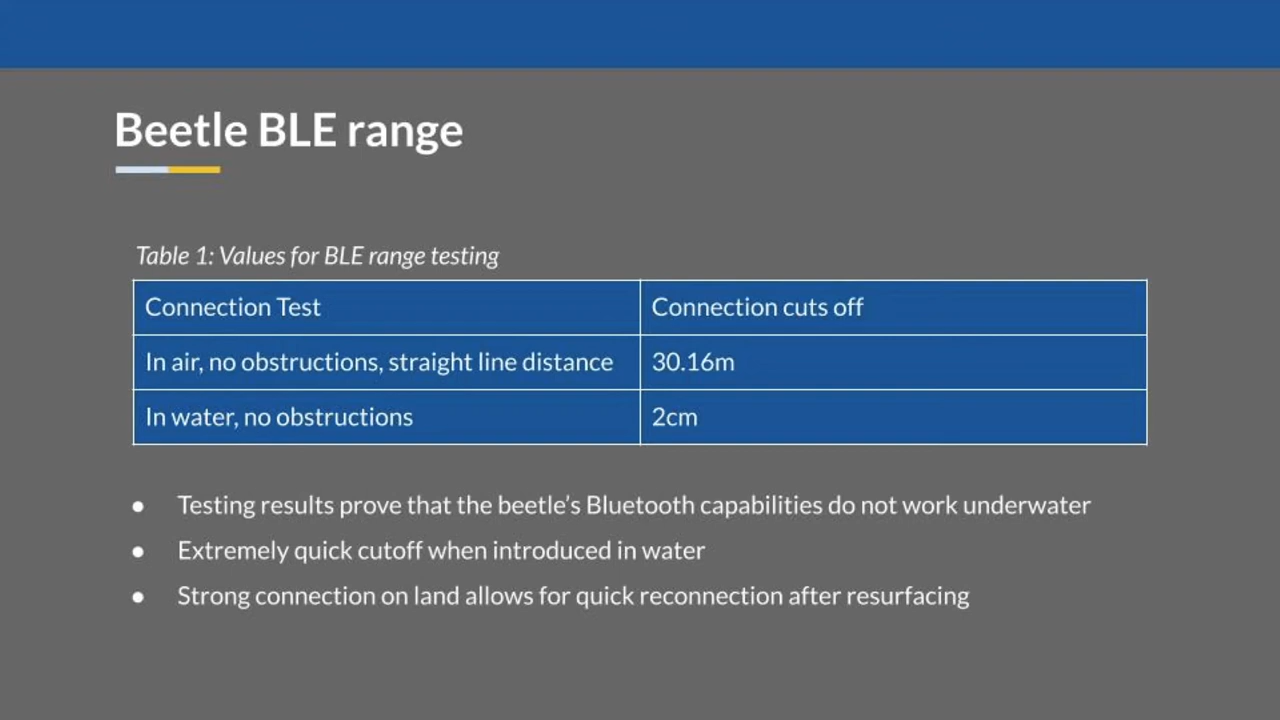 Beetle BLE range
Table 1: Values for BLE range testing
Connection Test
Connection cuts off
In air, no obstructions, straight line distance
30.16m
In water, no obstructions
2cm
● Testing results prove that the beetle’s Bluetooth capabilities do not work underwater
● Extremely quick cutoff when introduced in water
● Strong connection on land allows for quick reconnection after resurfacing